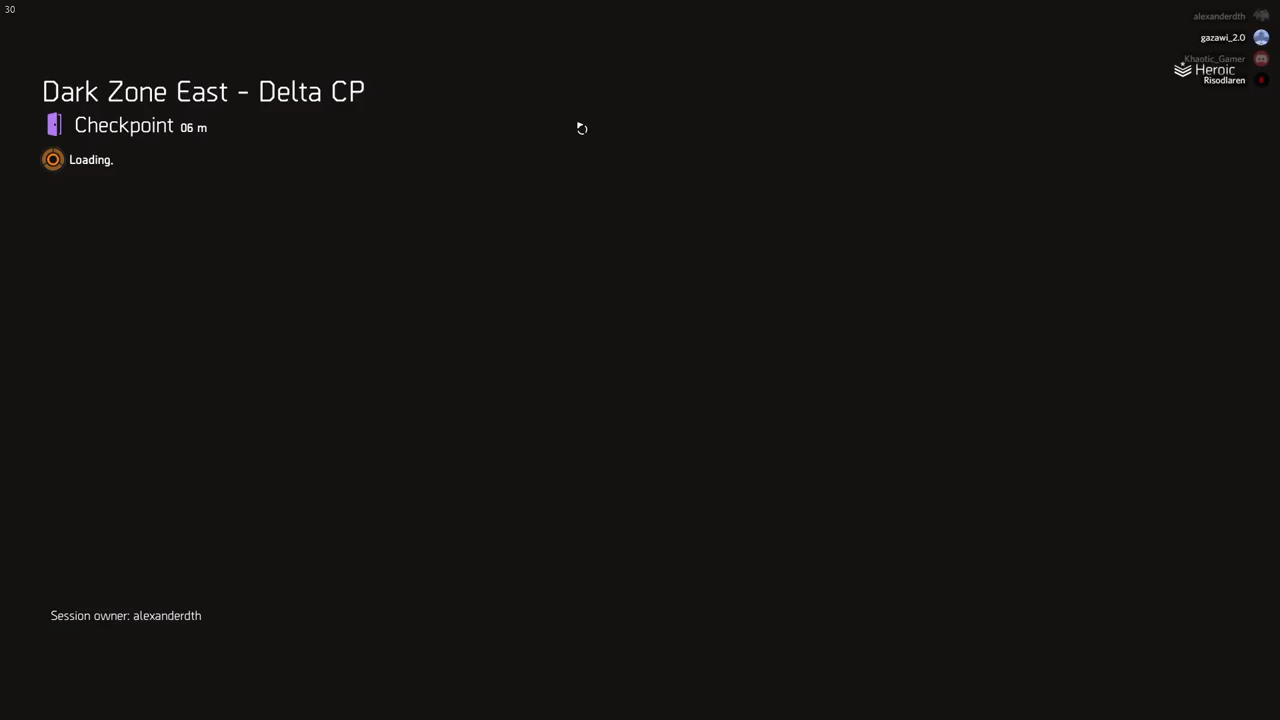 30
alexanderdth
gazawi_2.0
Khaotic_Gamer
Heroic
Risodlaren
Dark Zone East - Delta CP
Checkpoint 06 m
Loading.
Session owner: alexanderdth